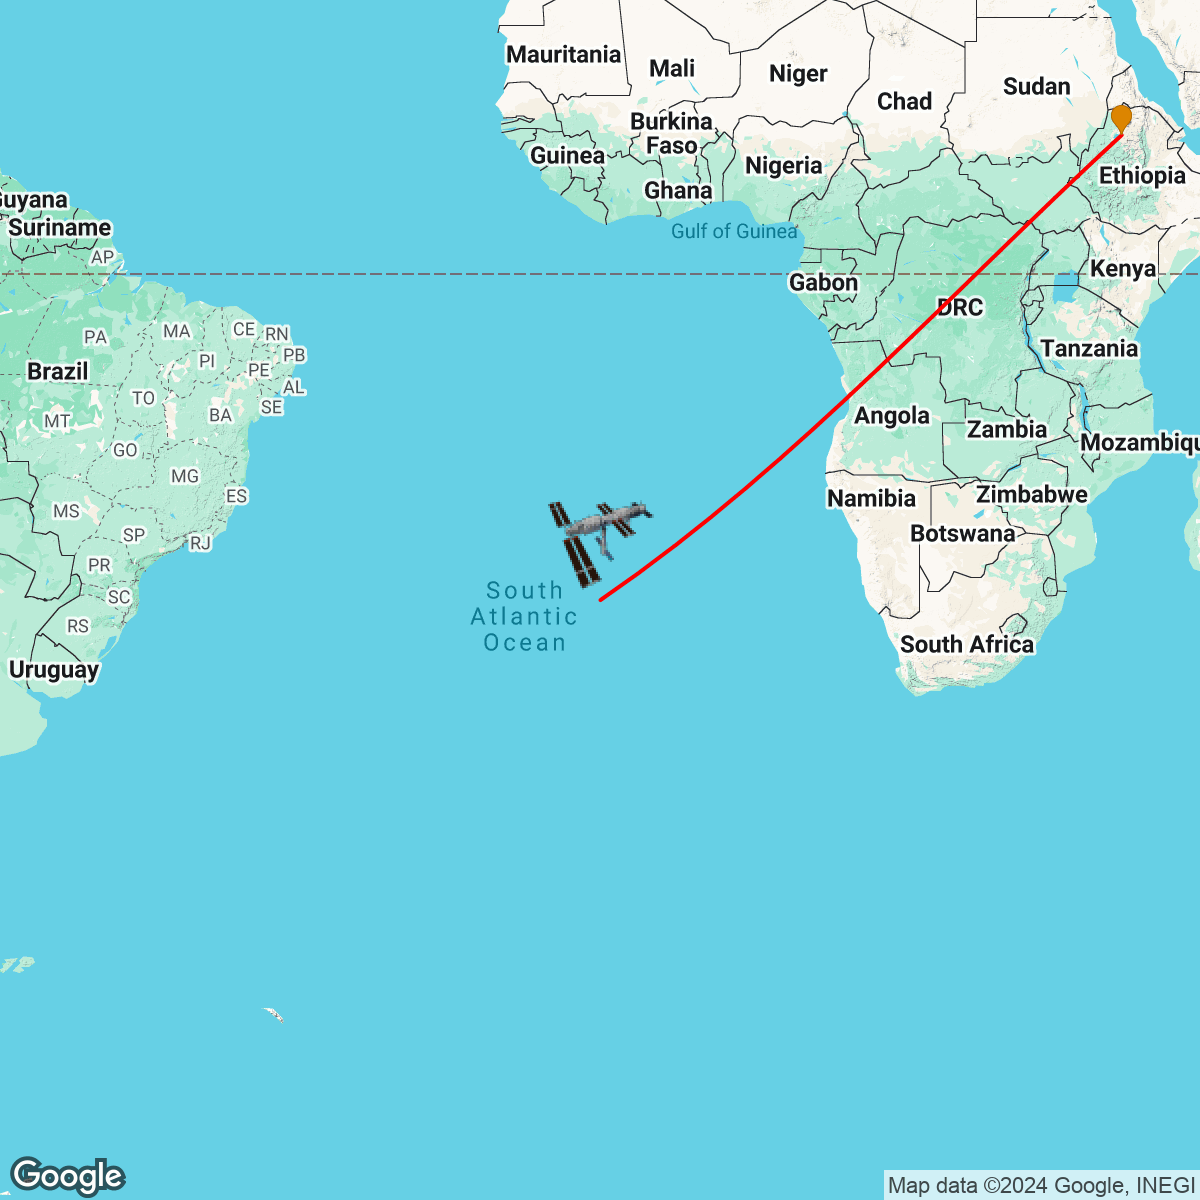 Mauritania
Mali
Niger
Chad
Sudan
Burkina
Faso
Guinea
Nigeria
Ethiopia
Ghana
Guyana
Suriname
Gulf of Guinea
AP
Kenya
Gabon
DRC
MA
CE
RN
PA
PB
PI
PE
Tanzania
Brazil
AL
TO
SE
BA
MT
Angola
Zambia
Mozambiqu
GO
MG
ES
Namibia
Zimbabwe
MS
SP
RJ
Botswana
PR
SC
South
Atlantic
Ocean
RS
South Africa
Uruguay
Google
Map data ©2024 Google, INEGI